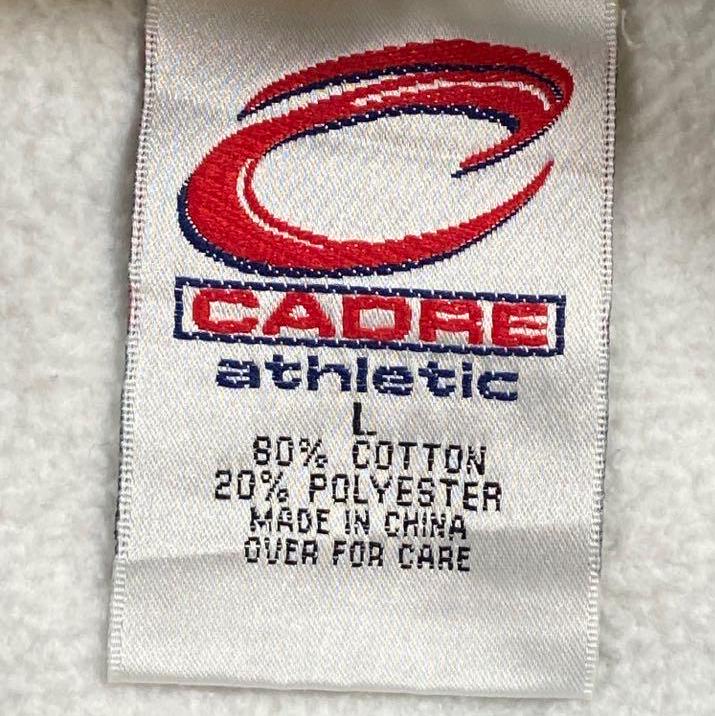 CADRE
athletic
L
80% COTTON
20% POLYESTER
MADE IN CHINA
OVER FOR CARE